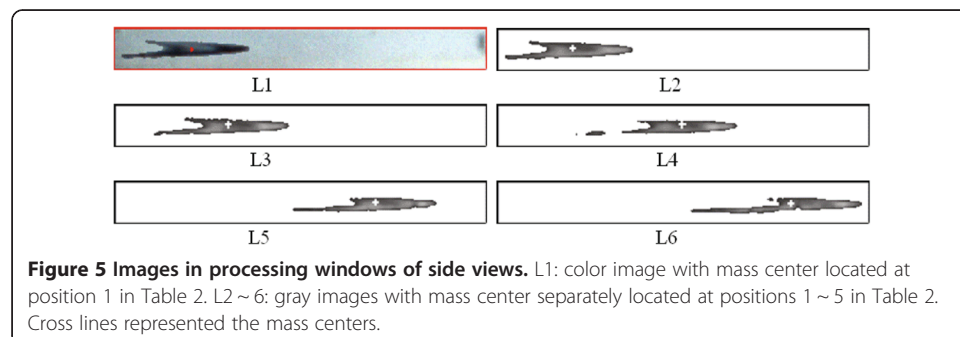 L1
L2
L3
L4
L5
L6
Figure 5 Images in processing windows of side views. L1: color image with mass center located at
position 1 in Table 2. L2 ~ 6: gray images with mass center separately located at positions 1 ~ 5 in Table 2.
Cross lines represented the mass centers.